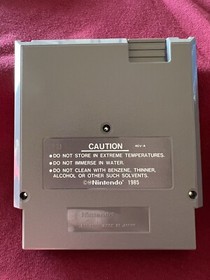 CAUTION REV-A
•DO NOT STORE IN EXTREME TEMPERATURES.
•DO NOT IMMERSE IN WATER.
•DO NOT CLEAN WITH BENZENE, THINNER,
ALCOHOL OR OTHER SUCH SOLVENTS.
©®Nintendo 1985